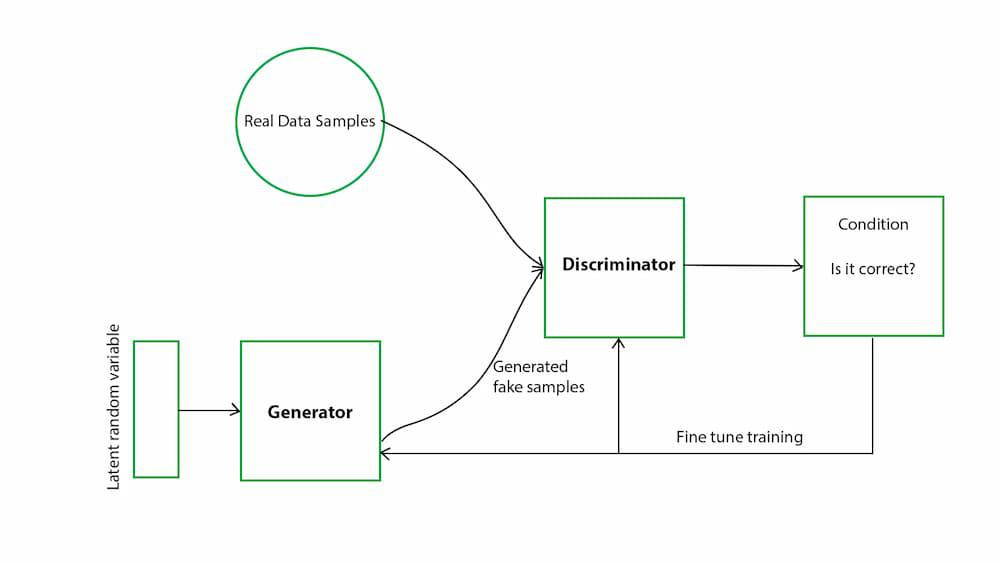 Real Data Samples
Discriminator
Condition
Is it correct?
Latent random variable
Generator
Generated
fake samples
Fine tune training